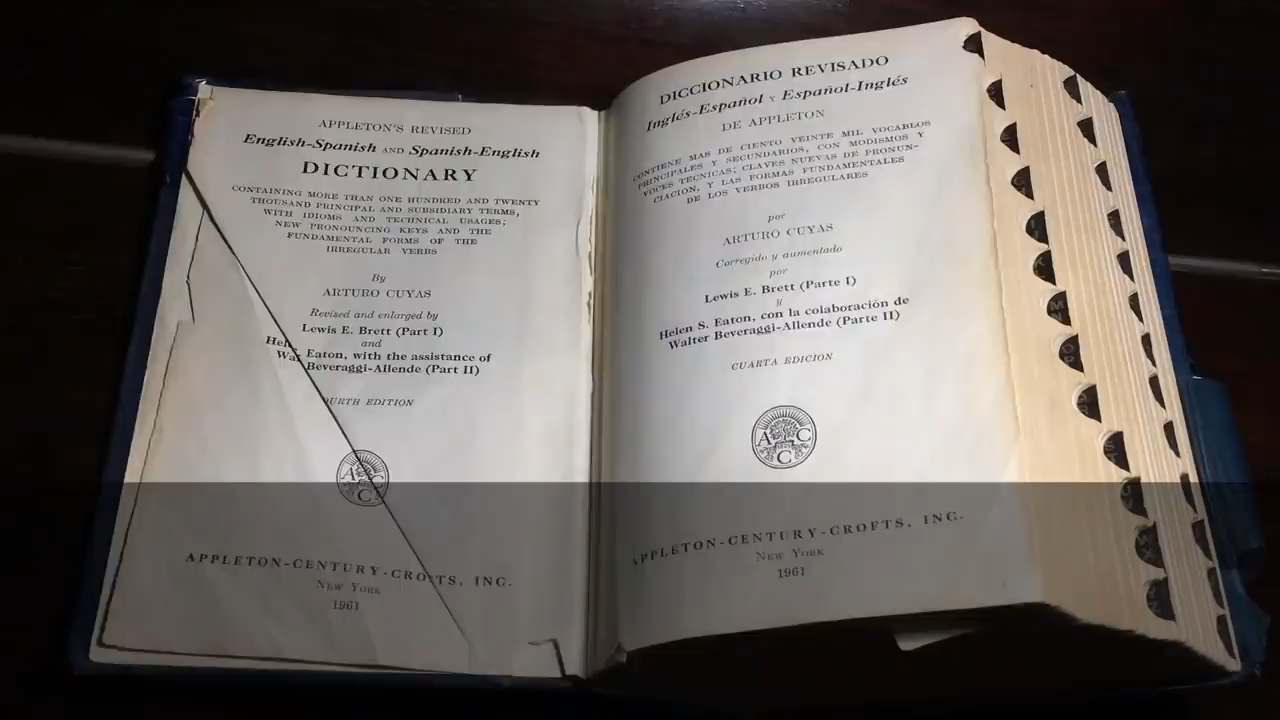 APPLETON'S REVISED
English-Spanish AND Spanish-English
DICTIONARY
CONTAINING MORE THAN ONE HUNDRED AND TWENTY
THOUSAND PRINCIPAL AND SUBSIDIARY TERMS,
WITH IDIOMS AND TECHNICAL USAGES;
NEW PRONOUNCING KEYS AND THE
FUNDAMENTAL FORMS OF THE
IRREGULAR VERBS
By
ARTURO CUYAS
Revised and enlarged by
Lewis E. Brett (Part I)
and
Eaton, with the assistance of
Beveraggi-Allende (Part II)
EDITION
A C C
APPLETON-CENTURY-CROFTS, INC.
NEW YORK
1961
DICCIONARIO REVISADO
Inglés-Español Y Español-Inglés
DE APPLETON
CONTIENE MAS DE CIENTO VEINTE MIL VOCABLOS
PRINCIPALES Y SECUNDARIOS, CON MODISMOS Y
VOCES TECNICAS; CLAVES NUEVAS DE PRONUN-
CIACION, Y LAS FORMAS FUNDAMENTALES
DE LOS VERBOS IRREGULARES
por
ARTURO CUYAS
Corregido y aumentado
por
Lewis E. Brett (Parte I)
y
Helen S. Eaton, con la colaboración de
Walter Beveraggi-Allende (Parte II)
CUARTA EDICION
A C C
APPLETON-CENTURY-CROFTS, INC.
NEW YORK
1961
M
N
O
P